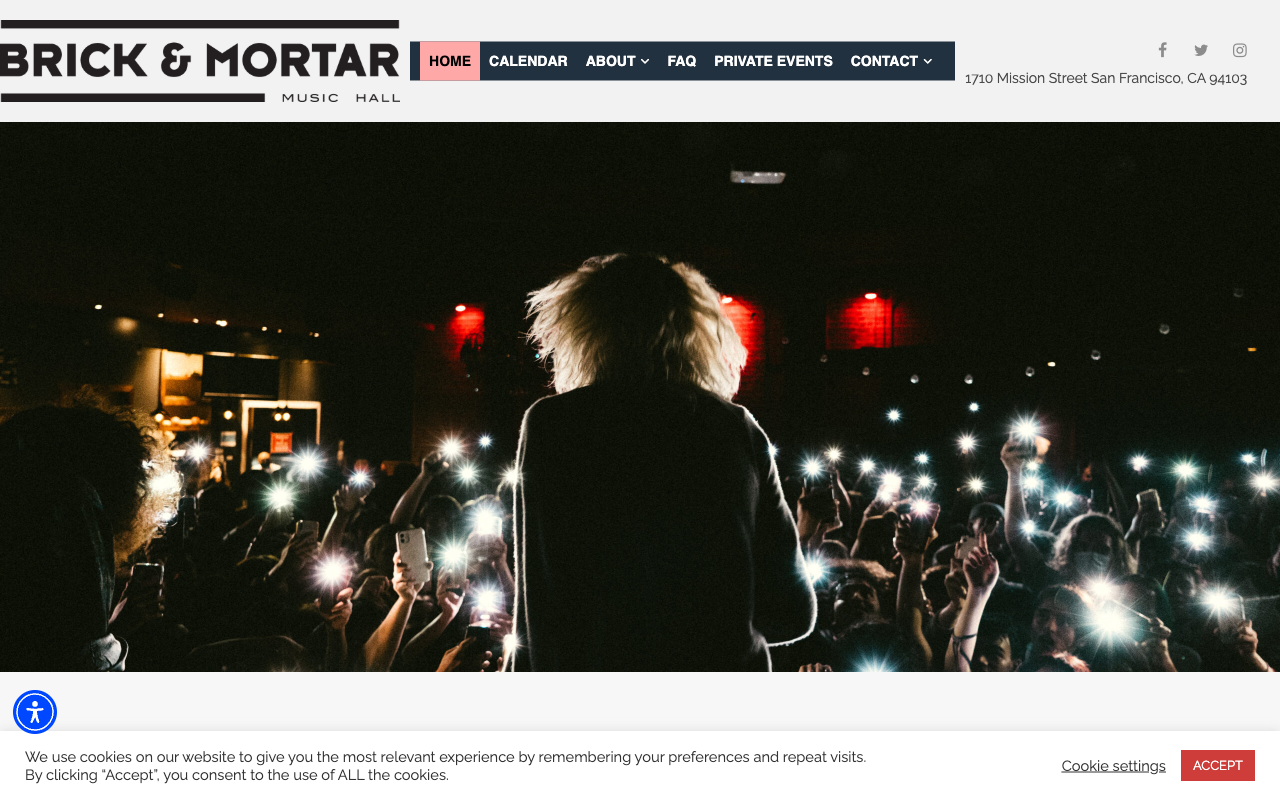 BRICK & MORTAR
MUSIC HALL
HOME CALENDAR ABOUT FAQ PRIVATE EVENTS CONTACT
1710 Mission Street San Francisco, CA 94103
We use cookies on our website to give you the most relevant experience by remembering your preferences and repeat visits.
By clicking “Accept”, you consent to the use of ALL the cookies.
Cookie settings
ACCEPT